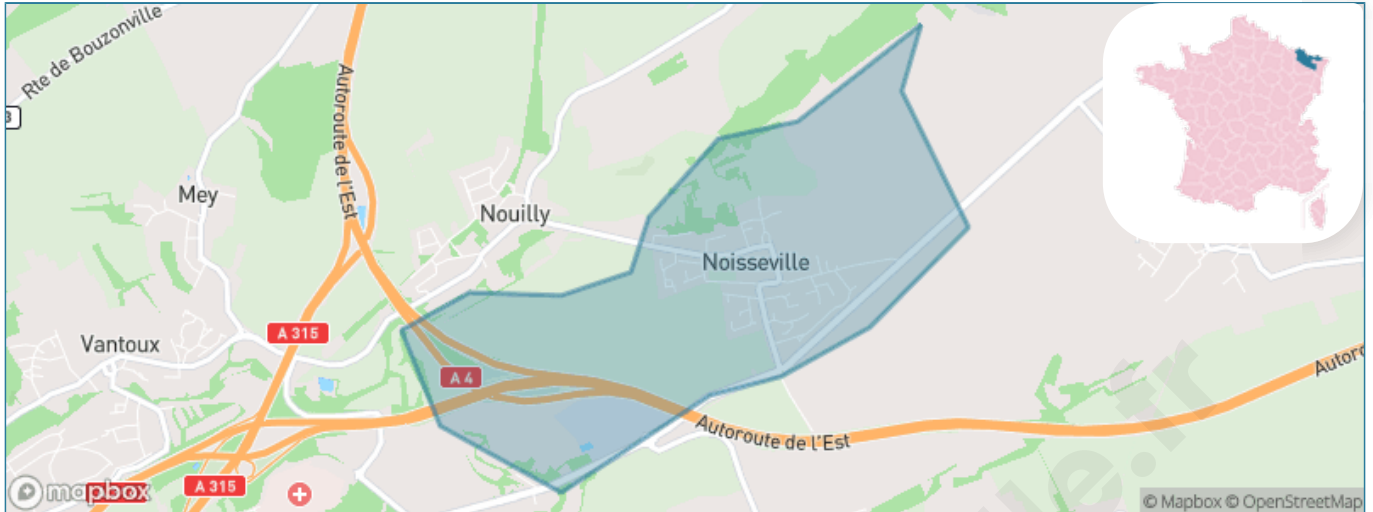 Rte de Bouzonville
3
Autoroute de l'Est
Mey
Nouilly
Noisseville
Vantoux
A 315
A 4
Autoroute de l'Est
A 315
mapbox
© Mapbox © OpenStreetMap